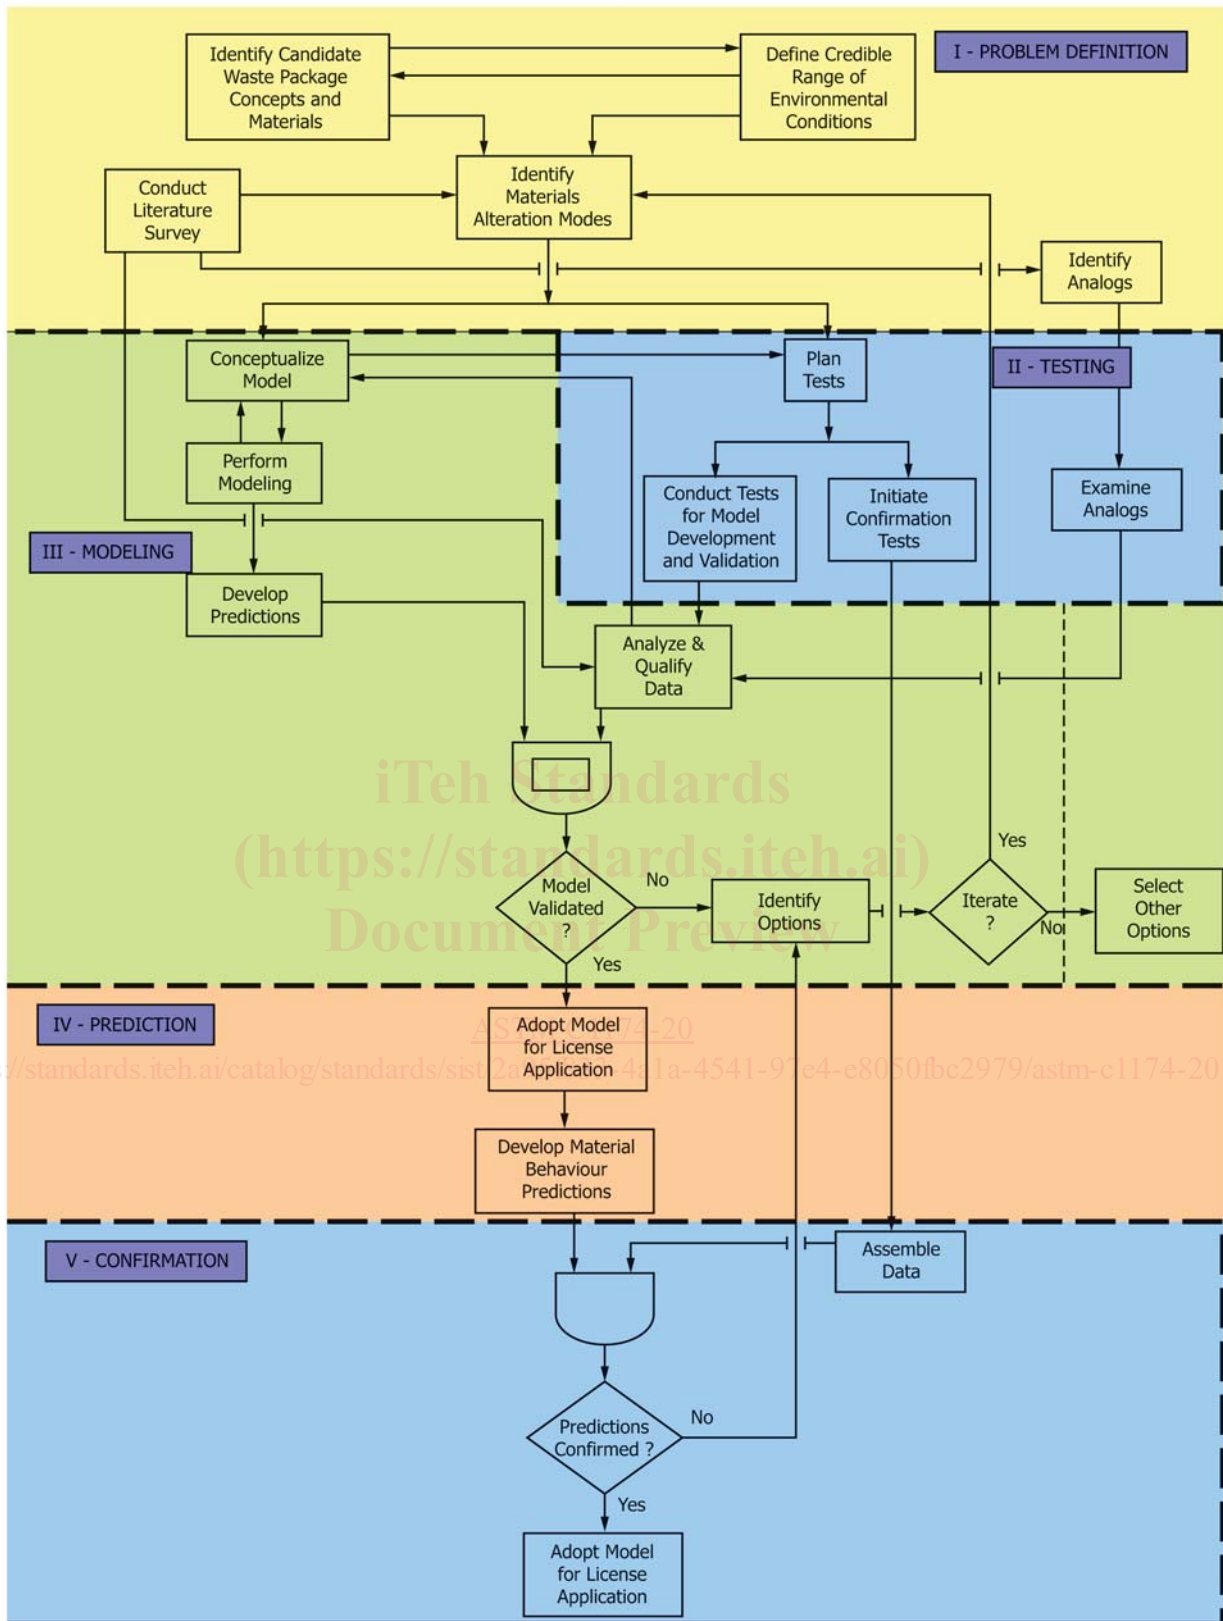 I - PROBLEM DEFINITION
Identify Candidate
Waste Package
Concepts and
Materials
Define Credible
Range of
Environmental
Conditions
Identify
Materials
Alteration Modes
Conduct
Literature
Survey
Identify
Analogs
Conceptualize
Model
Plan
Tests
II - TESTING
Perform
Modeling
Conduct Tests
for Model
Development
and Validation
Initiate
Confirmation
Tests
Examine
Analogs
III - MODELING
Develop
Predictions
Analyze &
Qualify
Data
iTeh Standards
(https://standards.iteh.ai)
Document Preview
Model
Validated
?
No
Yes
Identify
Options
Iterate
?
Yes
No
Select
Other
Options
IV - PREDICTION
Adopt Model
for License
Application
Develop Material
Behaviour
Predictions
V - CONFIRMATION
Assemble
Data
Predictions
Confirmed ?
No
Yes
Adopt Model
for License
Application